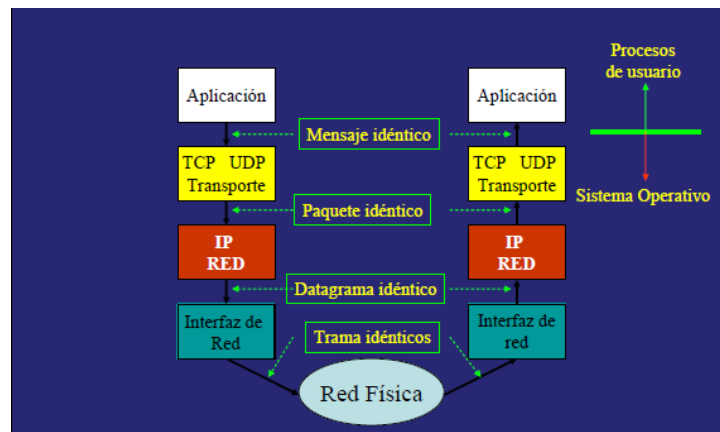 Procesos
de usuario
Aplicación
Aplicación
Mensaje idéntico
TCP UDP
Transporte
TCP UDP
Transporte
Sistema Operativo
Paquete idéntico
IP
RED
IP
RED
Datagrama idéntico
Interfaz de
Red
Interfaz de
red
Trama idénticos
Red Física